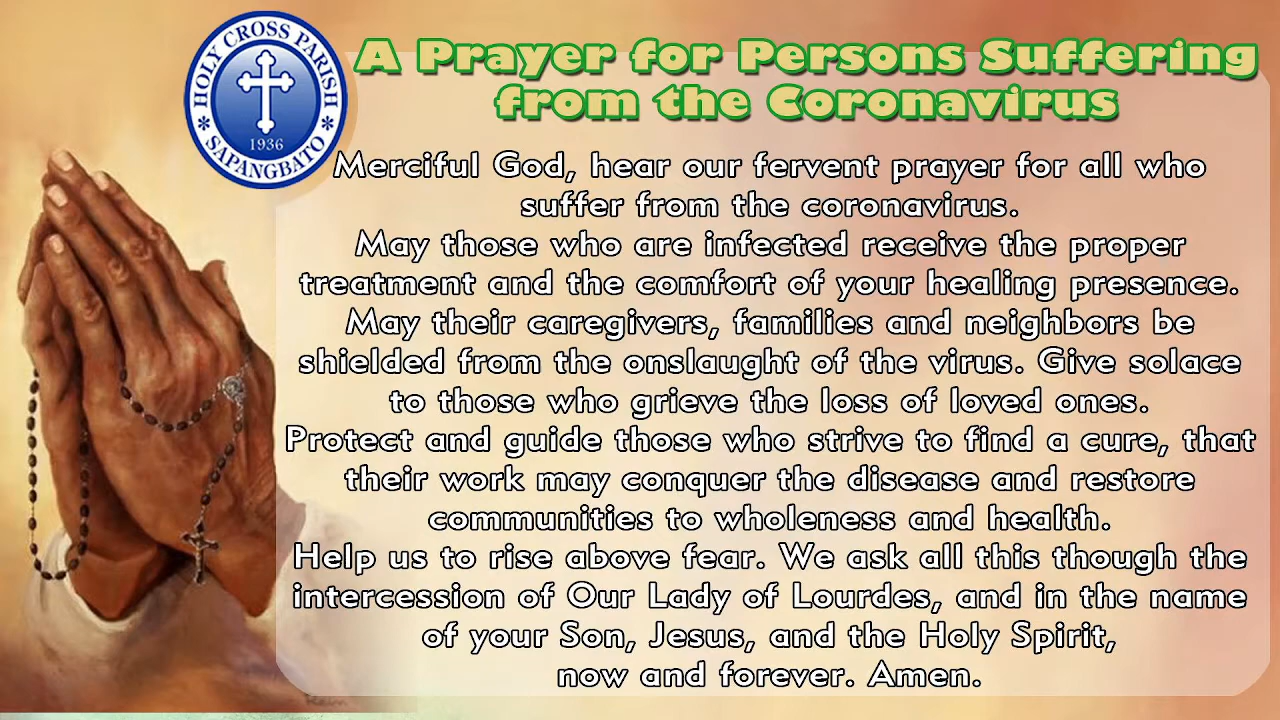 HOLY CROSS PARISH
1936
SAPANGBATO
A Prayer for Persons Suffering
from the Coronavirus
Merciful God, hear our fervent prayer for all who
suffer from the coronavirus.
May those who are infected receive the proper
treatment and the comfort of your healing presence.
May their caregivers, families and neighbors be
shielded from the onslaught of the virus. Give solace
to those who grieve the loss of loved ones.
Protect and guide those who strive to find a cure, that
their work may conquer the disease and restore
communities to wholeness and health.
Help us to rise above fear. We ask all this though the
intercession of Our Lady of Lourdes, and in the name
of your Son, Jesus, and the Holy Spirit,
now and forever. Amen.